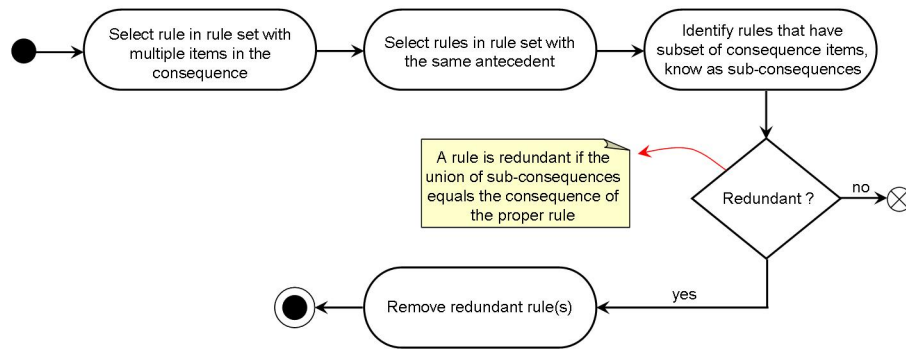 Select rule in rule set with
multiple items in the
consequence
Select rules in rule set with
the same antecedent
Identify rules that have
subset of consequence items,
know as sub-consequences
A rule is redundant if the
union of sub-consequences
equals the consequence of
the proper rule
Redundant ?
no
yes
Remove redundant rule(s)